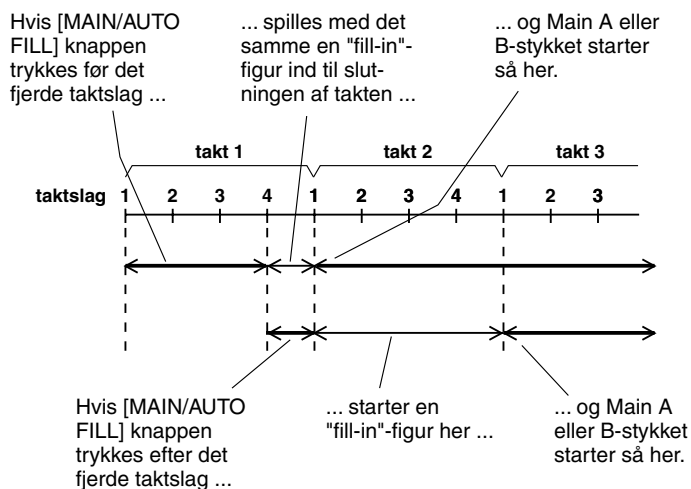 Hvis [MAIN/AUTO
FILL] knappen
trykkes før det
fjerde taktslag ...
... spilles med det
samme en "fill-in"-
figur ind til slut-
ningen af takten ...
... og Main A eller
B-stykket starter
så her.
takt 1 takt 2 takt 3
taktslag 1 2 3 4 1 2 3 4 1 2 3
Hvis [MAIN/AUTO
FILL] knappen
trykkes efter det
fjerde taktslag ...
... starter en
"fill-in"-figur her ...
... og Main A
eller B-stykket
starter så her.